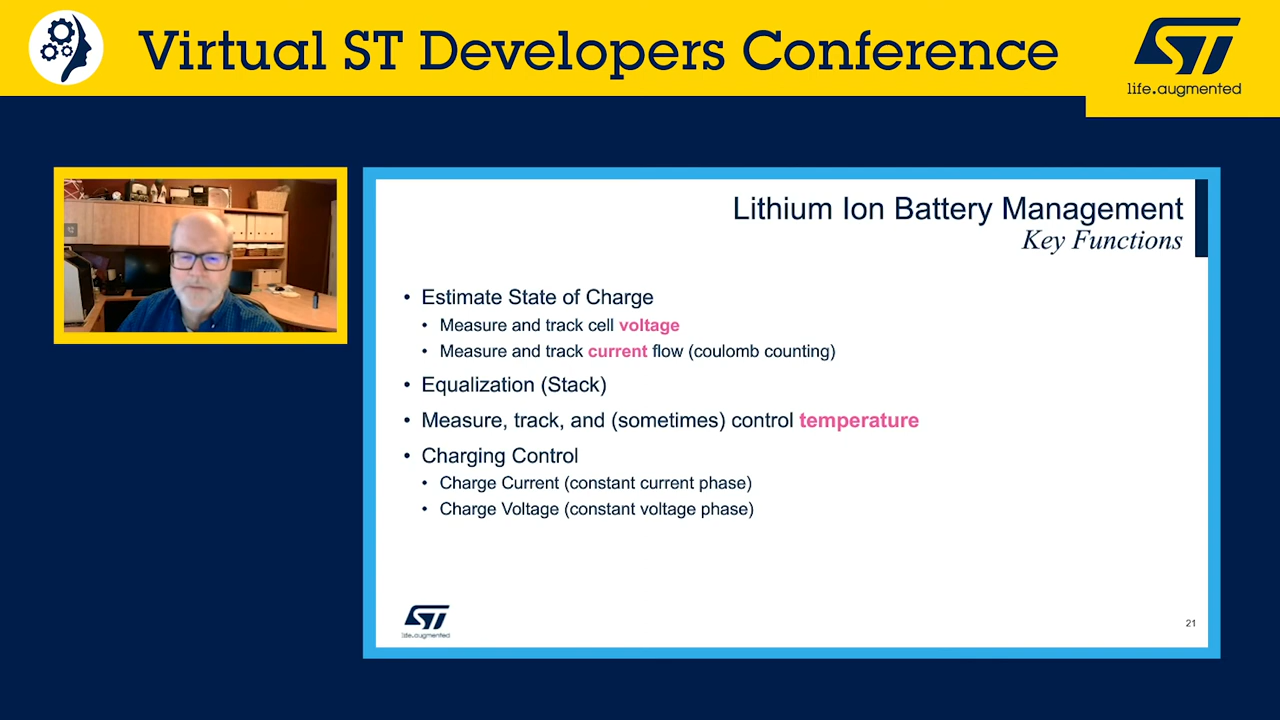 Virtual ST Developers Conference
ST
life.augmented
Lithium Ion Battery Management
Key Functions
• Estimate State of Charge
• Measure and track cell voltage
• Measure and track current flow (coulomb counting)
• Equalization (Stack)
• Measure, track, and (sometimes) control temperature
• Charging Control
• Charge Current (constant current phase)
• Charge Voltage (constant voltage phase)
ST
life.augmented
21